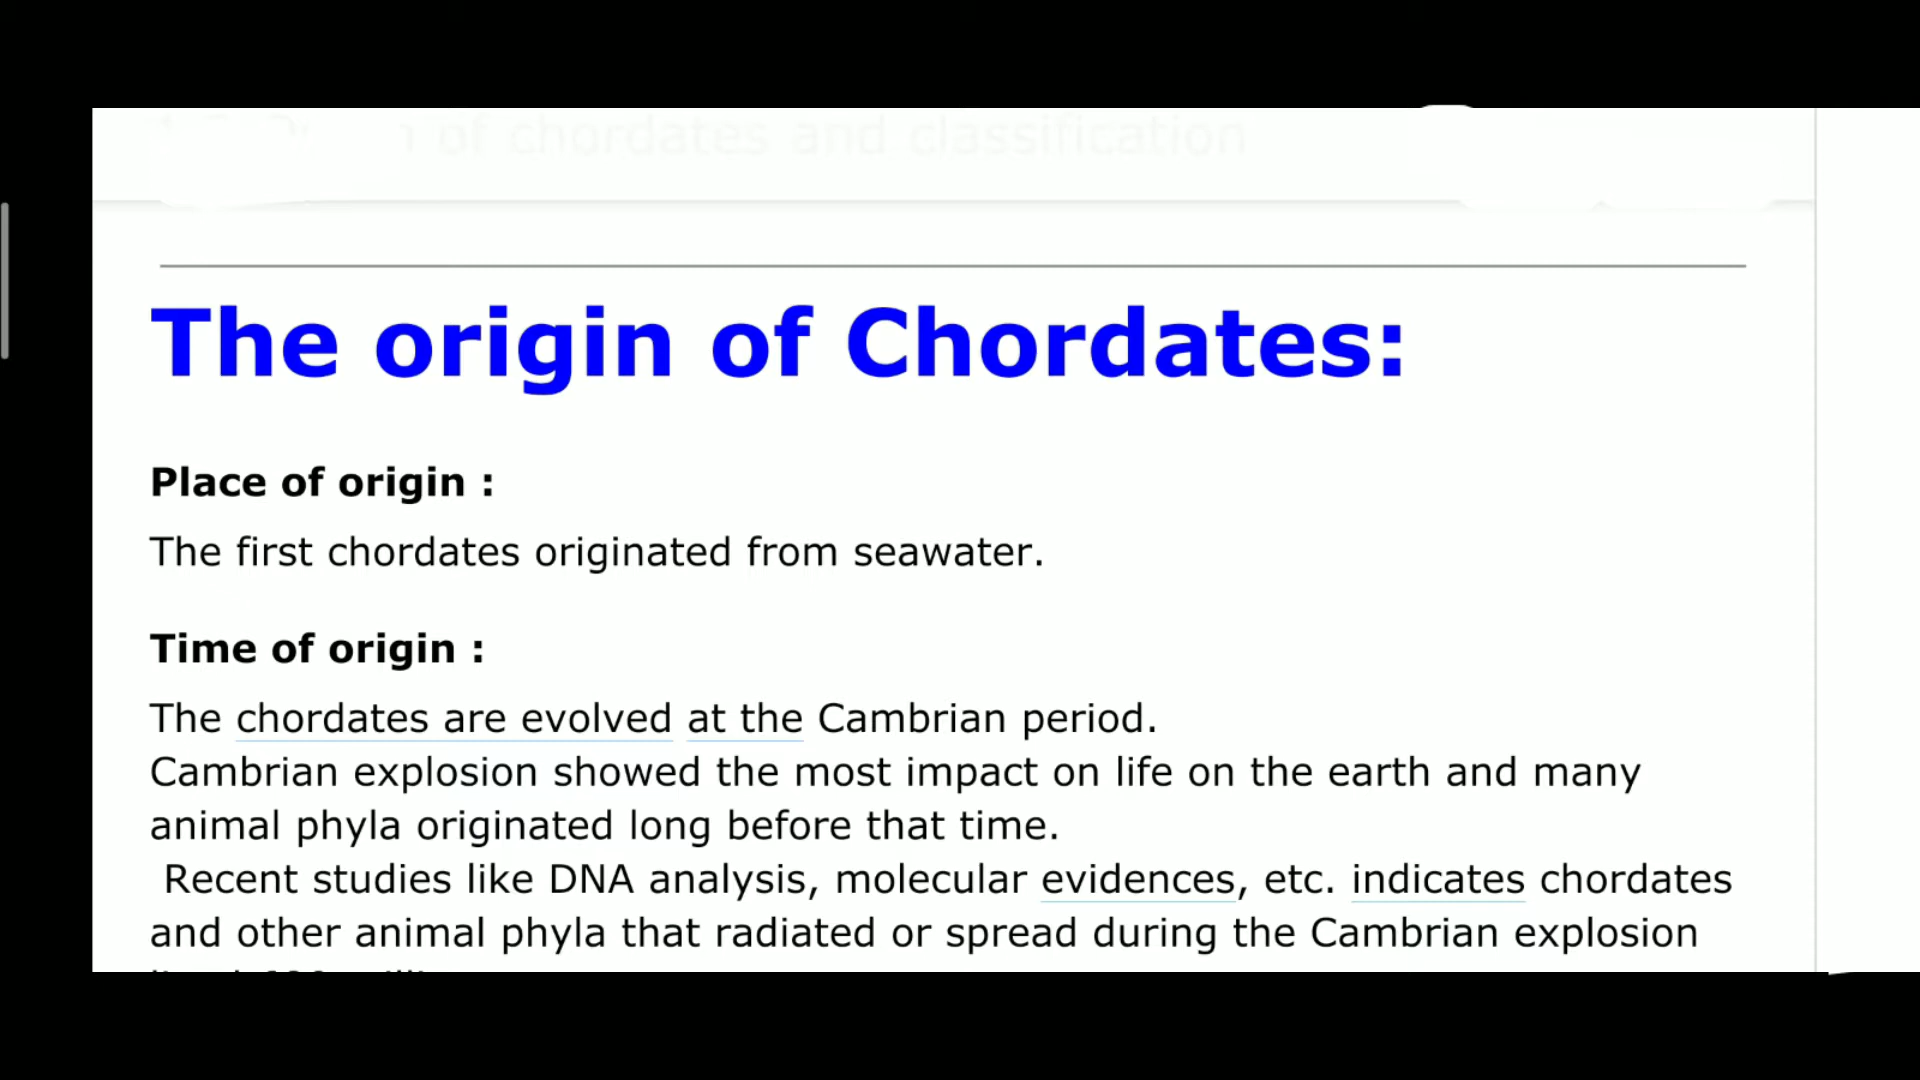 of chordates and classification
The origin of Chordates:
Place of origin :
The first chordates originated from seawater.
Time of origin :
The chordates are evolved at the Cambrian period.
Cambrian explosion showed the most impact on life on the earth and many
animal phyla originated long before that time.
Recent studies like DNA analysis, molecular evidences, etc. indicates chordates
and other animal phyla that radiated or spread during the Cambrian explosion